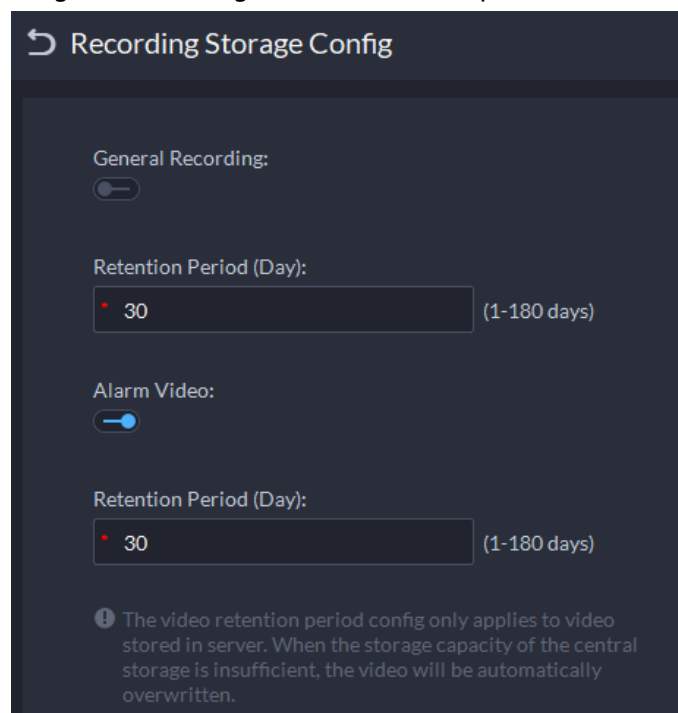 Recording Storage Config
General Recording:
Retention Period (Day):
* 30 (1-180 days)
Alarm Video:
Retention Period (Day):
* 30 (1-180 days)
The video retention period config only applies to video
stored in server. When the storage capacity of the central
storage is insufficient, the video will be automatically
overwritten.